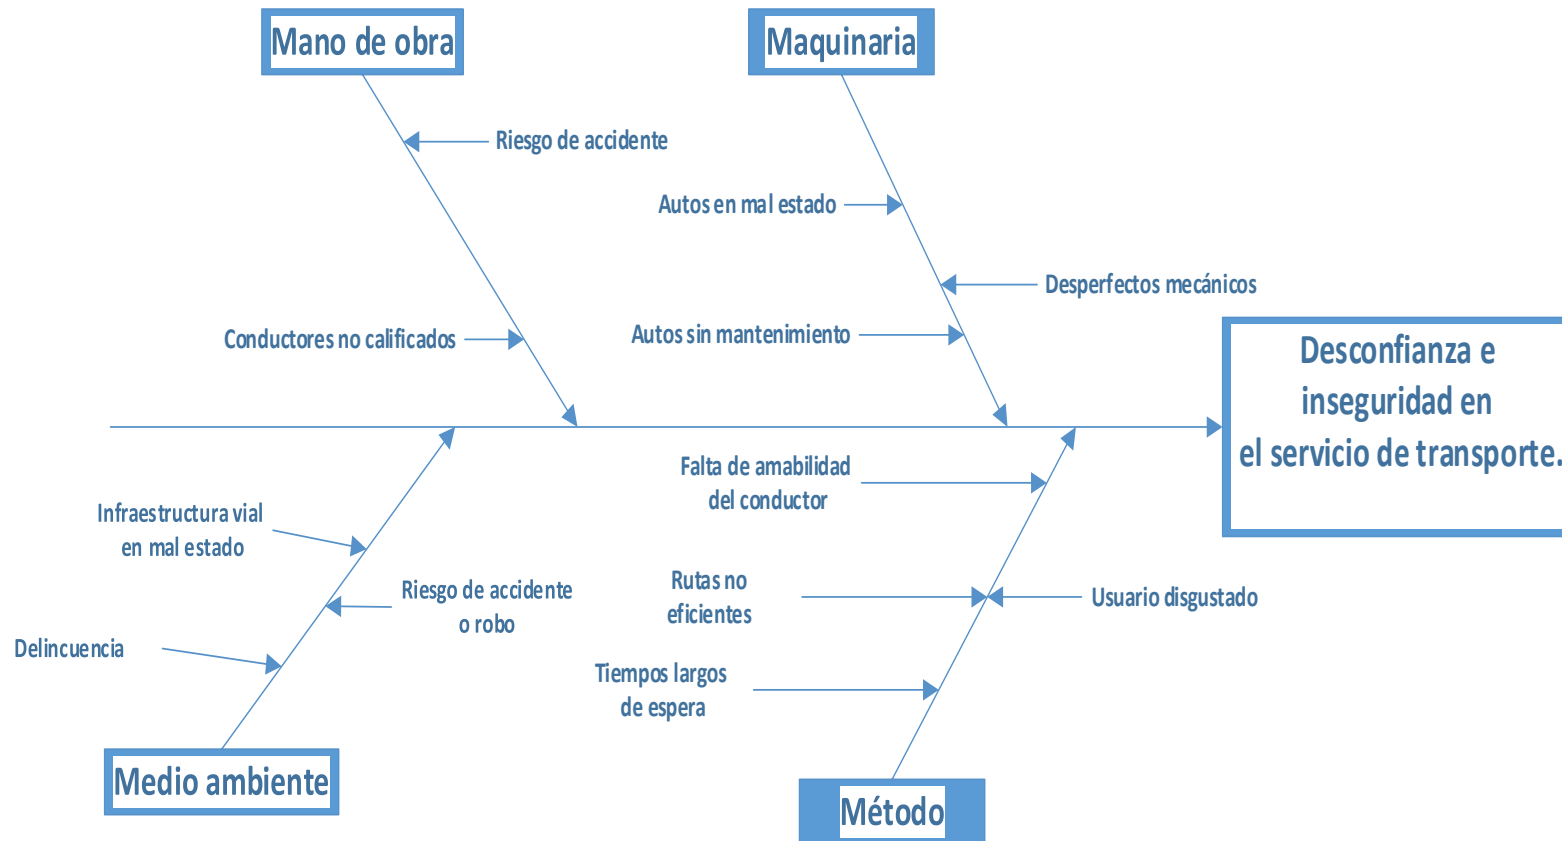 Mano de obra
Maquinaria
Riesgo de accidente
Autos en mal estado
Desperfectos mecánicos
Conductores no calificados
Autos sin mantenimiento
Desconfianza e
inseguridad en
el servicio de transporte.
Falta de amabilidad
del conductor
Infraestructura vial
en mal estado
Riesgo de accidente
o robo
Rutas no
eficientes
Usuario disgustado
Delincuencia
Tiempos largos
de espera
Medio ambiente
Método